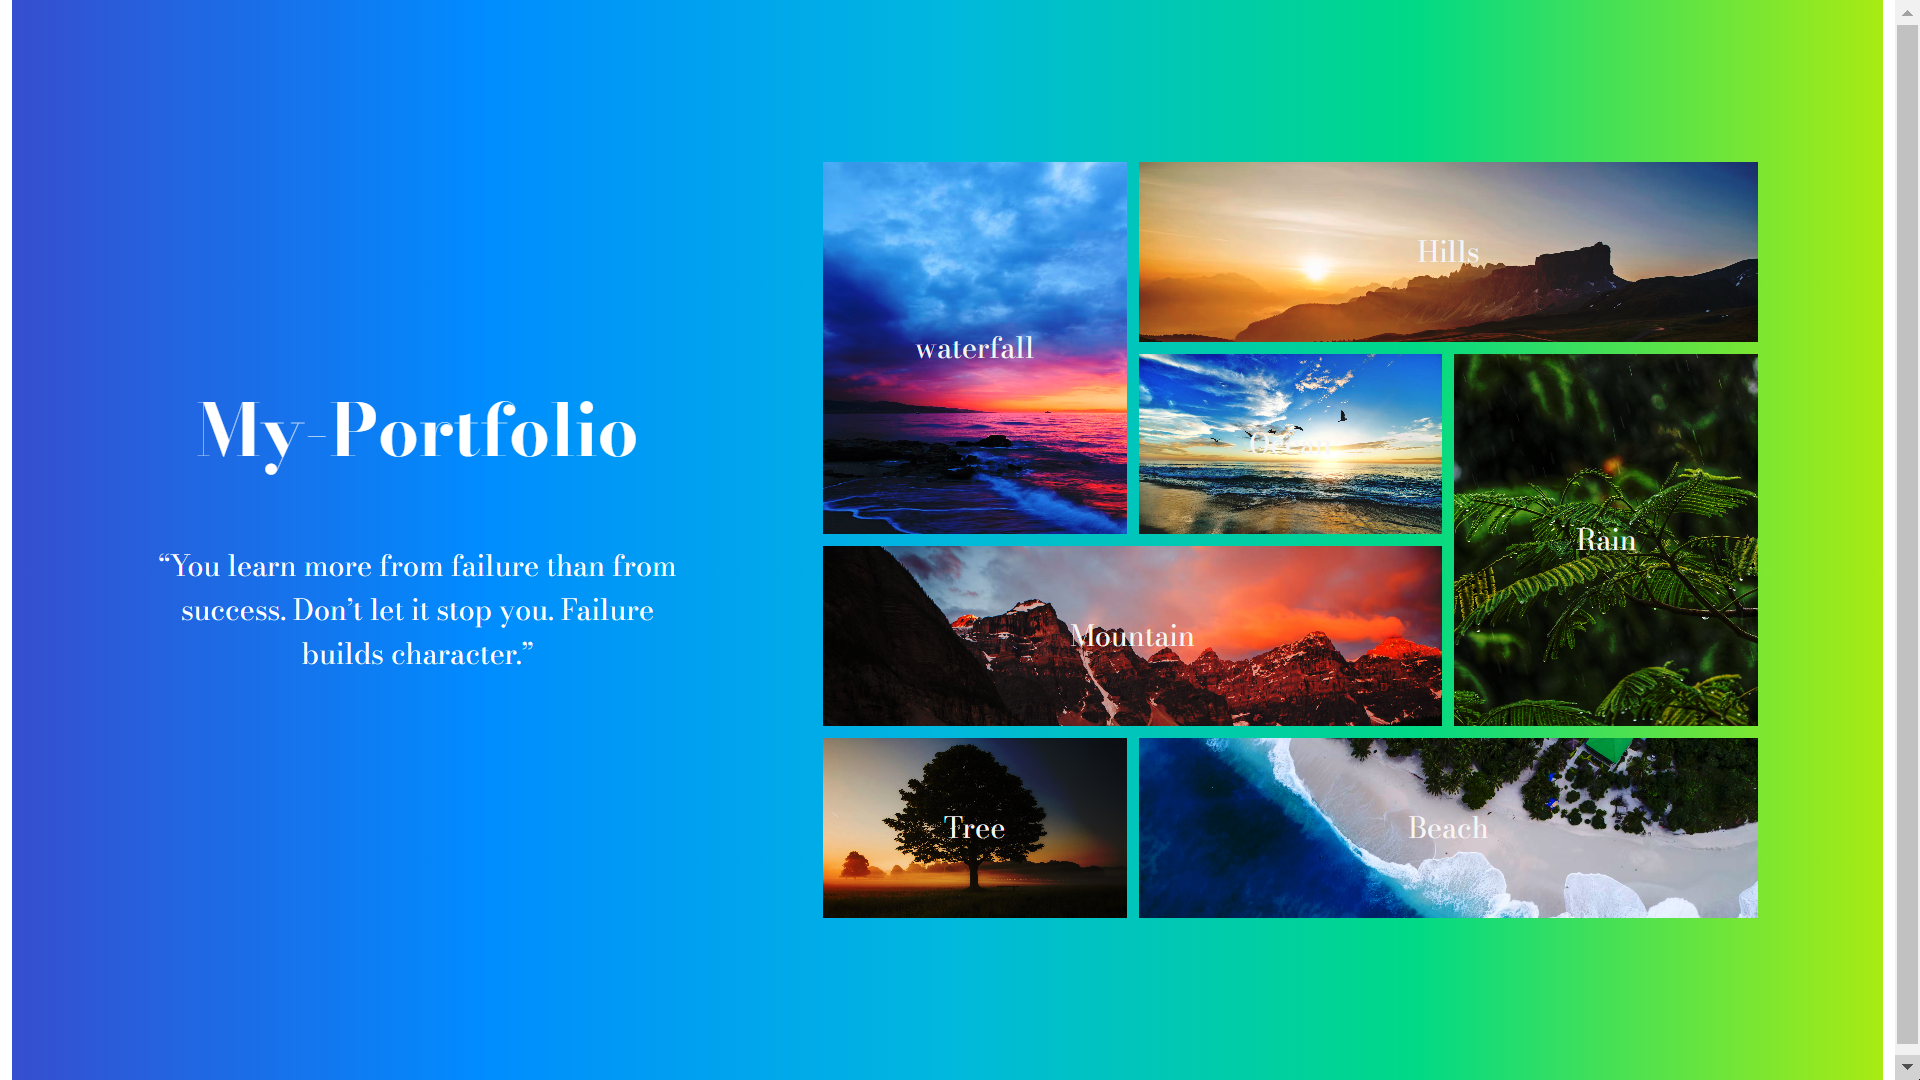 My-Portfolio
“You learn more from failure than from
success. Don’t let it stop you. Failure
builds character.”
waterfall
Hills
Ocean
Rain
Mountain
Tree
Beach